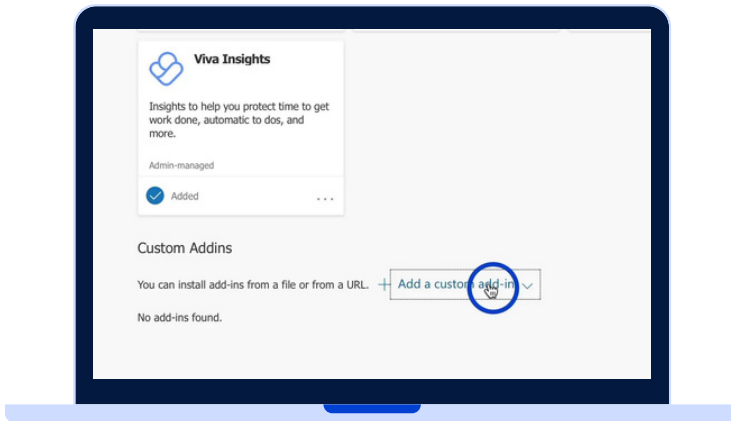 Viva Insights
Insights to help you protect time to get
work done, automatic to dos, and
more.
Admin-managed
Added
Custom Addins
You can install add-ins from a file or from a URL. + Add a custom add-in
No add-ins found.